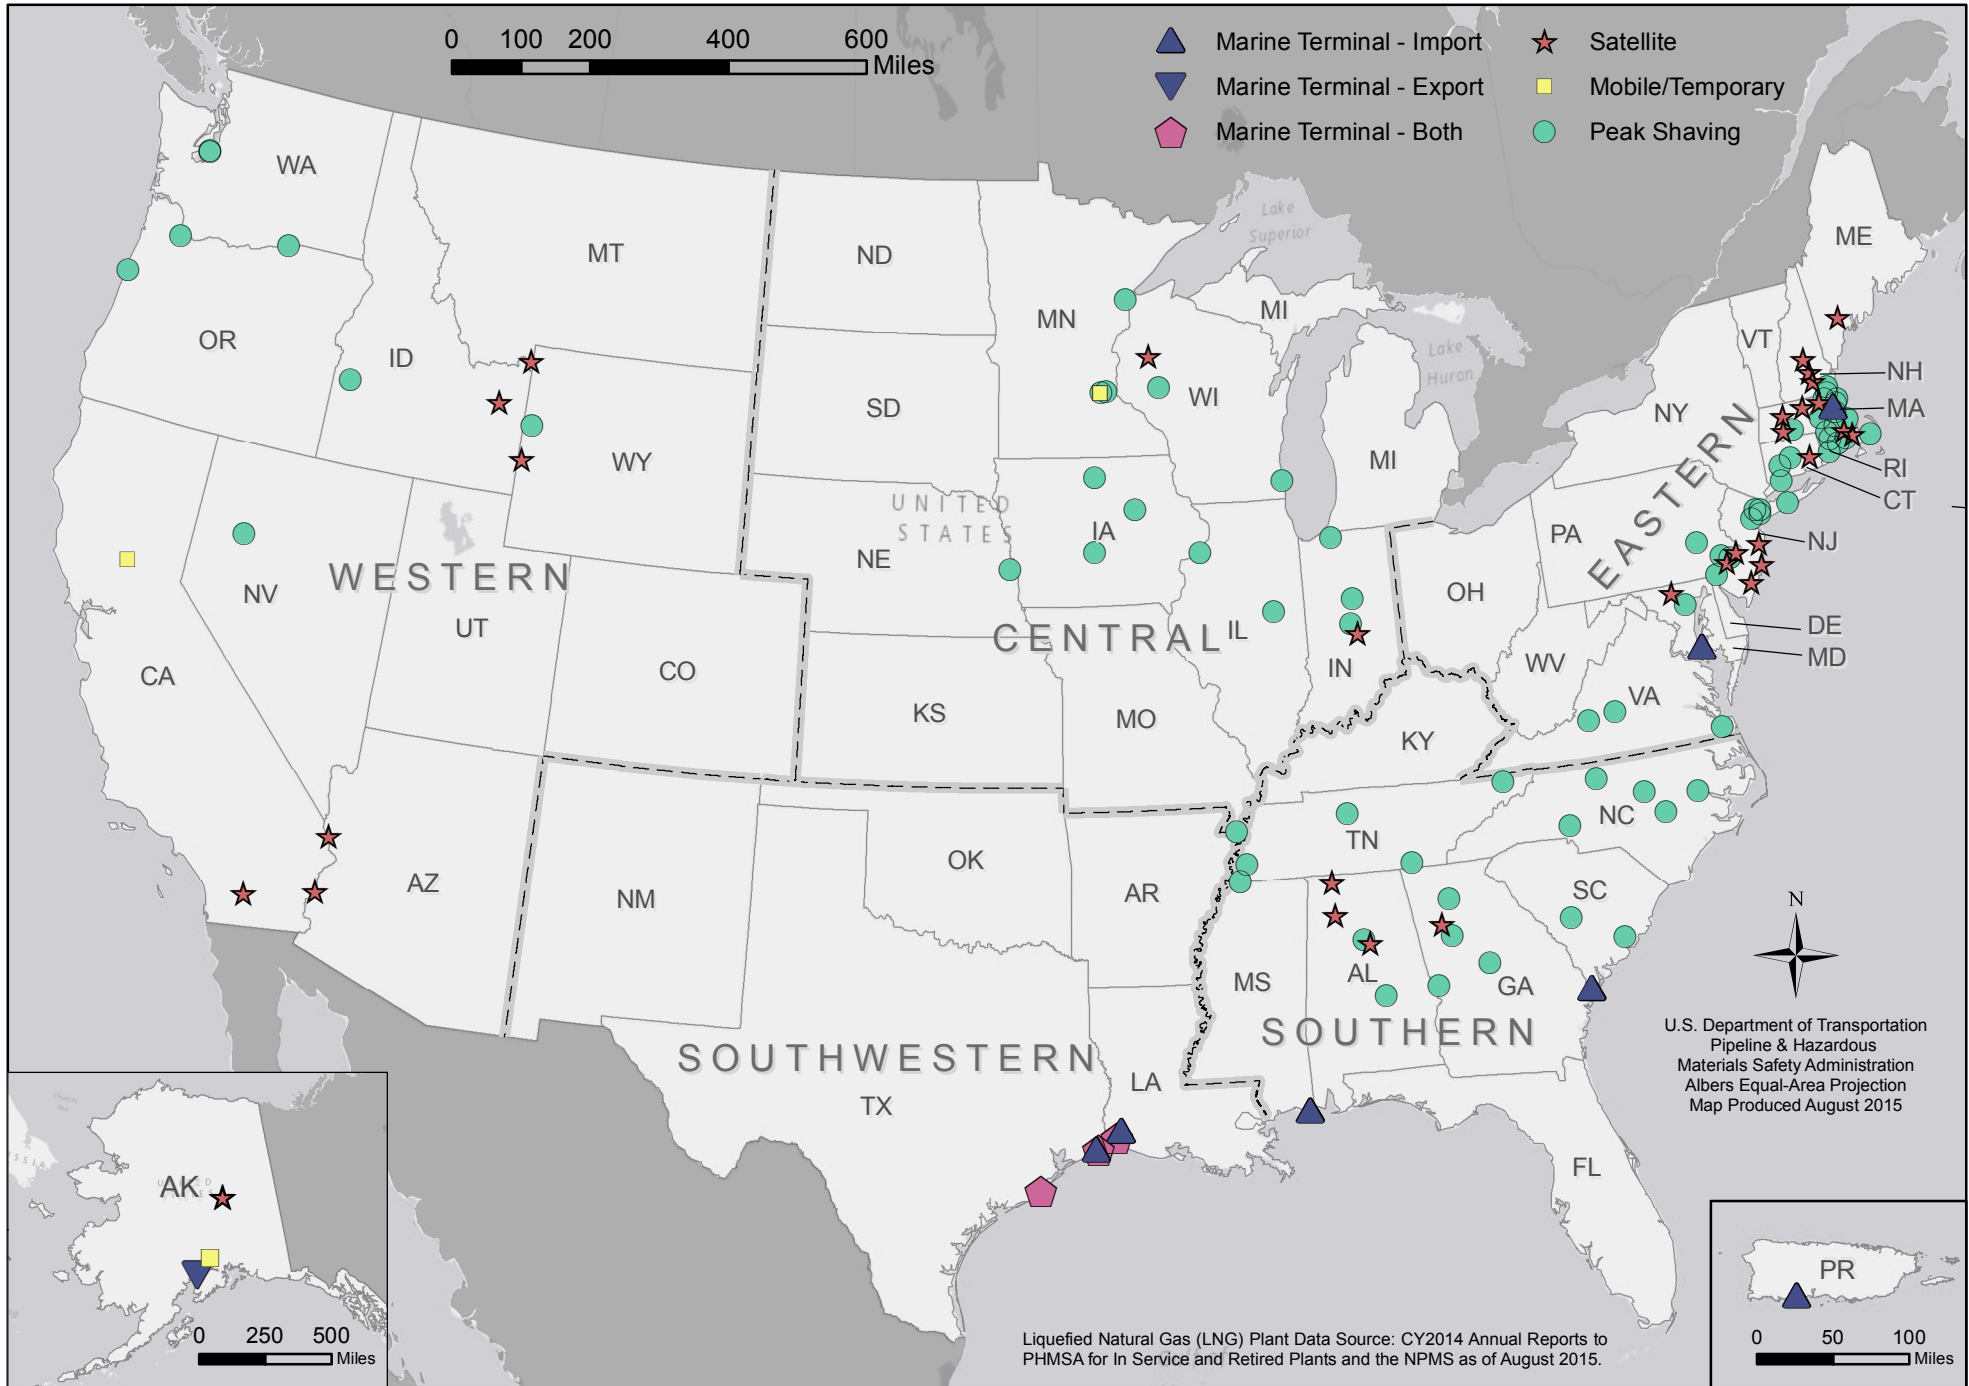 0 100 200 400 600
Miles
Marine Terminal - Import
Marine Terminal - Export
Marine Terminal - Both
Satellite
Mobile/Temporary
Peak Shaving
Lake
Superior
Lake
Huron
WA
MT
ND
MN
MI
ME
VT
NH
OR
ID
SD
WI
NY
MA
WY
MI
RI
CT
UNITED
STATES
IA
PA
EASTERN
NJ
WESTERN
NV
NE
OH
UT
CENTRAL
IL
DE
MD
CA
CO
IN
WV
VA
KS
MO
KY
NC
TN
OK
AZ
NM
AR
SC
N
MS
AL
GA
SOUTHERN
SOUTHWESTERN
LA
TX
FL
U.S. Department of Transportation
Pipeline & Hazardous
Materials Safety Administration
Albers Equal-Area Projection
Map Produced August 2015
AK
0 250 500
Miles
PR
0 50 100
Miles
Liquefied Natural Gas (LNG) Plant Data Source: CY2014 Annual Reports to
PHMSA for In Service and Retired Plants and the NPMS as of August 2015.